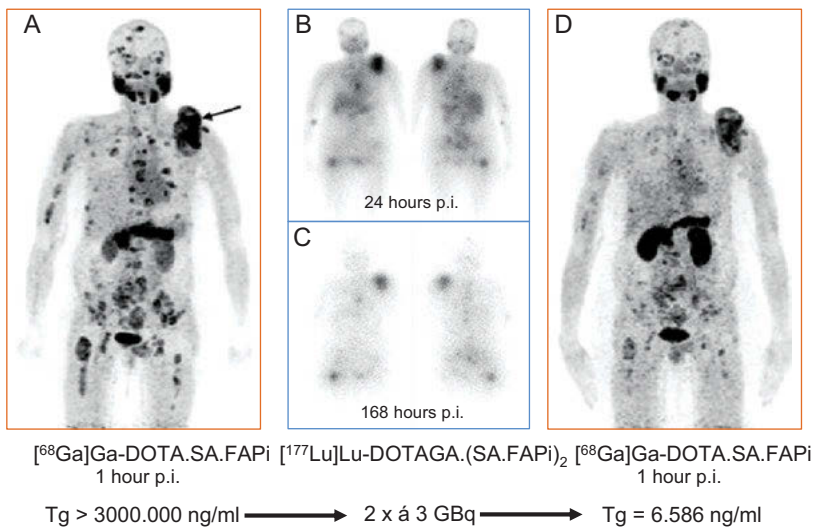 A
B
D
24 hours p.i.
C
168 hours p.i.
[68Ga]Ga-DOTA.SA.FAPi [177Lu]Lu-DOTAGA.(SA.FAPi)2 [68Ga]Ga-DOTA.SA.FAPi
1 hour p.i. 1 hour p.i.
Tg > 3000.000 ng/ml 2 x á 3 GBq Tg = 6.586 ng/ml